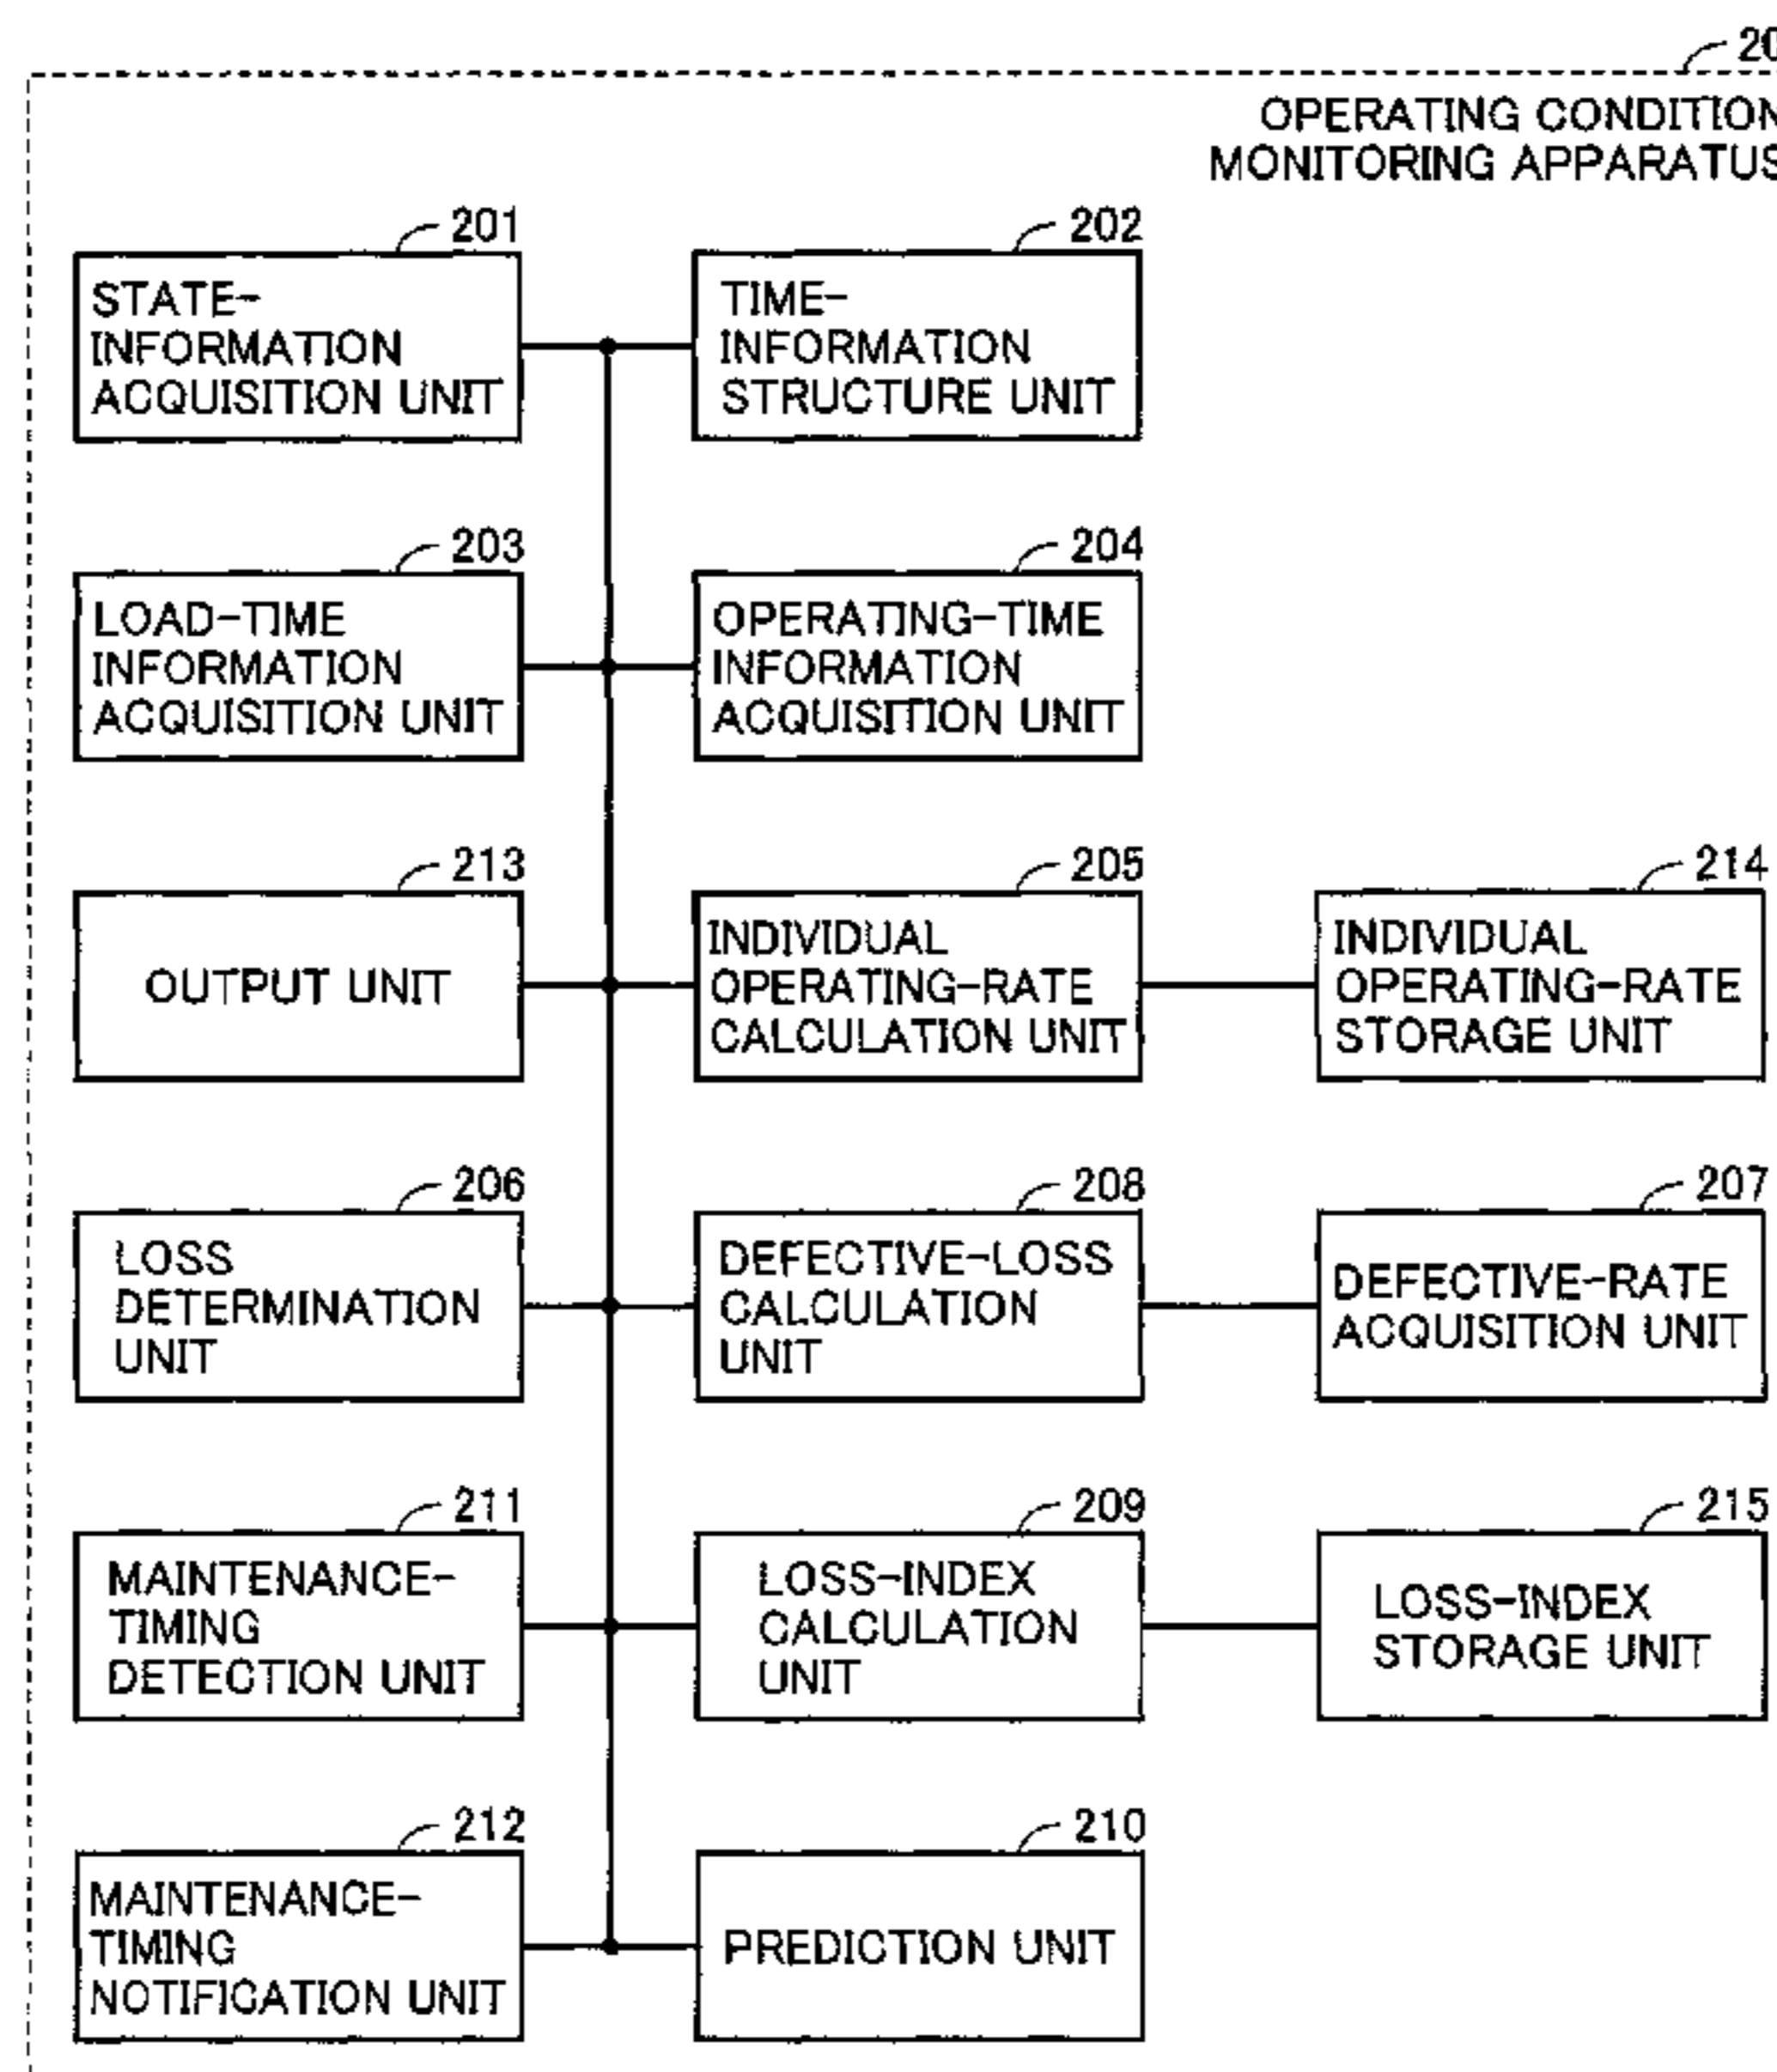 20
OPERATING CONDITION
MONITORING APPARATUS
201
STATE-
INFORMATION
ACQUISITION UNIT
202
TIME-
INFORMATION
STRUCTURE UNIT
203
LOAD-TIME
INFORMATION
ACQUISITION UNIT
204
OPERATING-TIME
INFORMATION
ACQUISITION UNIT
213
OUTPUT UNIT
205
INDIVIDUAL
OPERATING-RATE
CALCULATION UNIT
214
INDIVIDUAL
OPERATING-RATE
STORAGE UNIT
206
LOSS
DETERMINATION
UNIT
208
DEFECTIVE-LOSS
CALCULATION
UNIT
207
DEFECTIVE-RATE
ACQUISITION UNIT
211
MAINTENANCE-
TIMING
DETECTION UNIT
209
LOSS-INDEX
CALCULATION
UNIT
215
LOSS-INDEX
STORAGE UNIT
212
MAINTENANCE-
TIMING
NOTIFICATION UNIT
210
PREDICTION UNIT